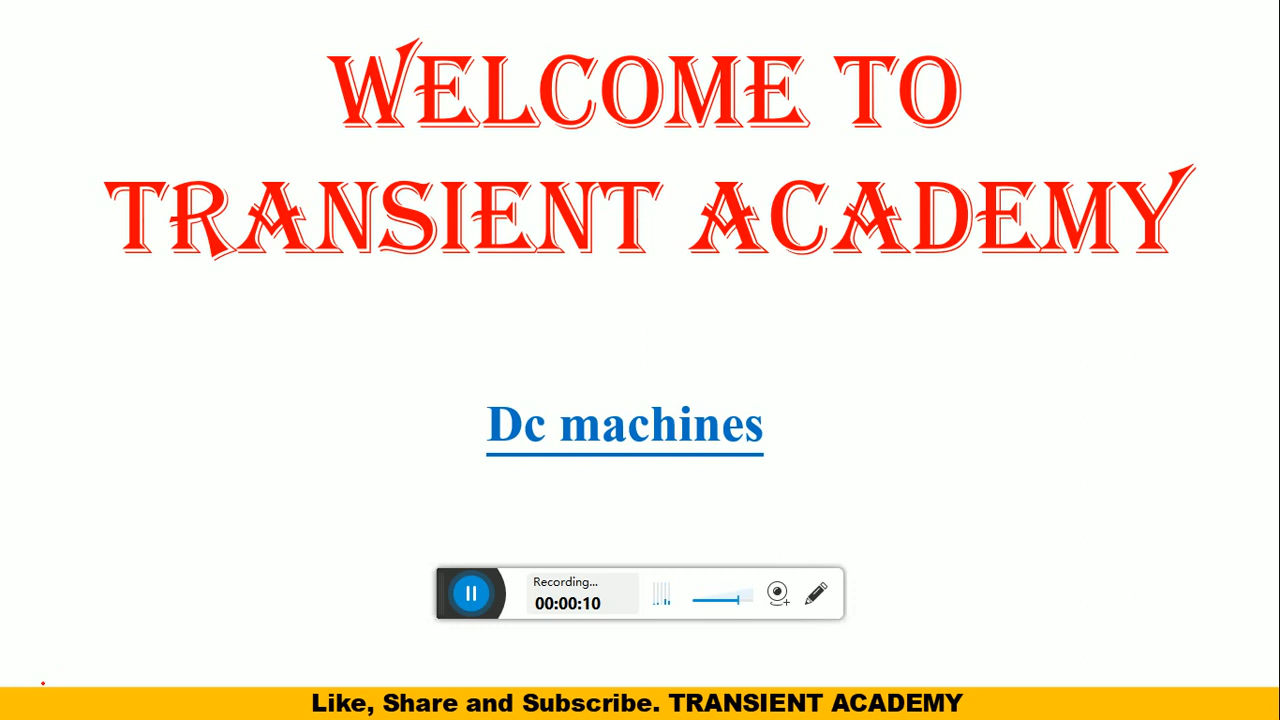 WELCOME TO
TRANSIENT ACADEMY
Dc machines
Recording...
00:00:10
Like, Share and Subscribe. TRANSIENT ACADEMY